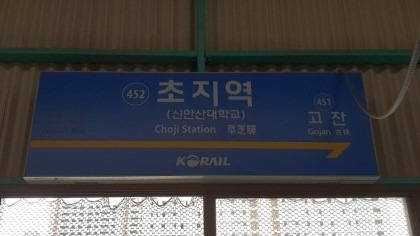 452 초지역
(신안산대학교)
Choji Station 草芝驛
451
고 잔
Gojan 古棧
KORAIL